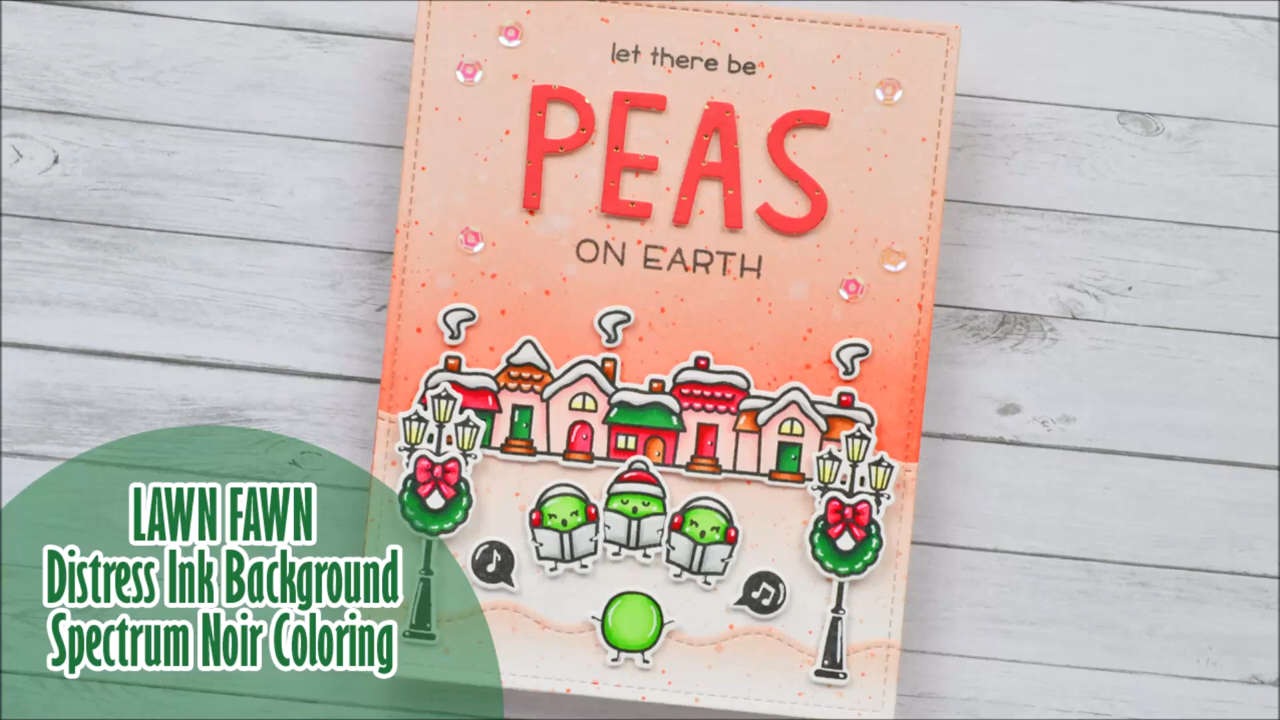 let there be
PEAS
ON EARTH
LAWN FAWN
Distress Ink Background
Spectrum Noir Coloring